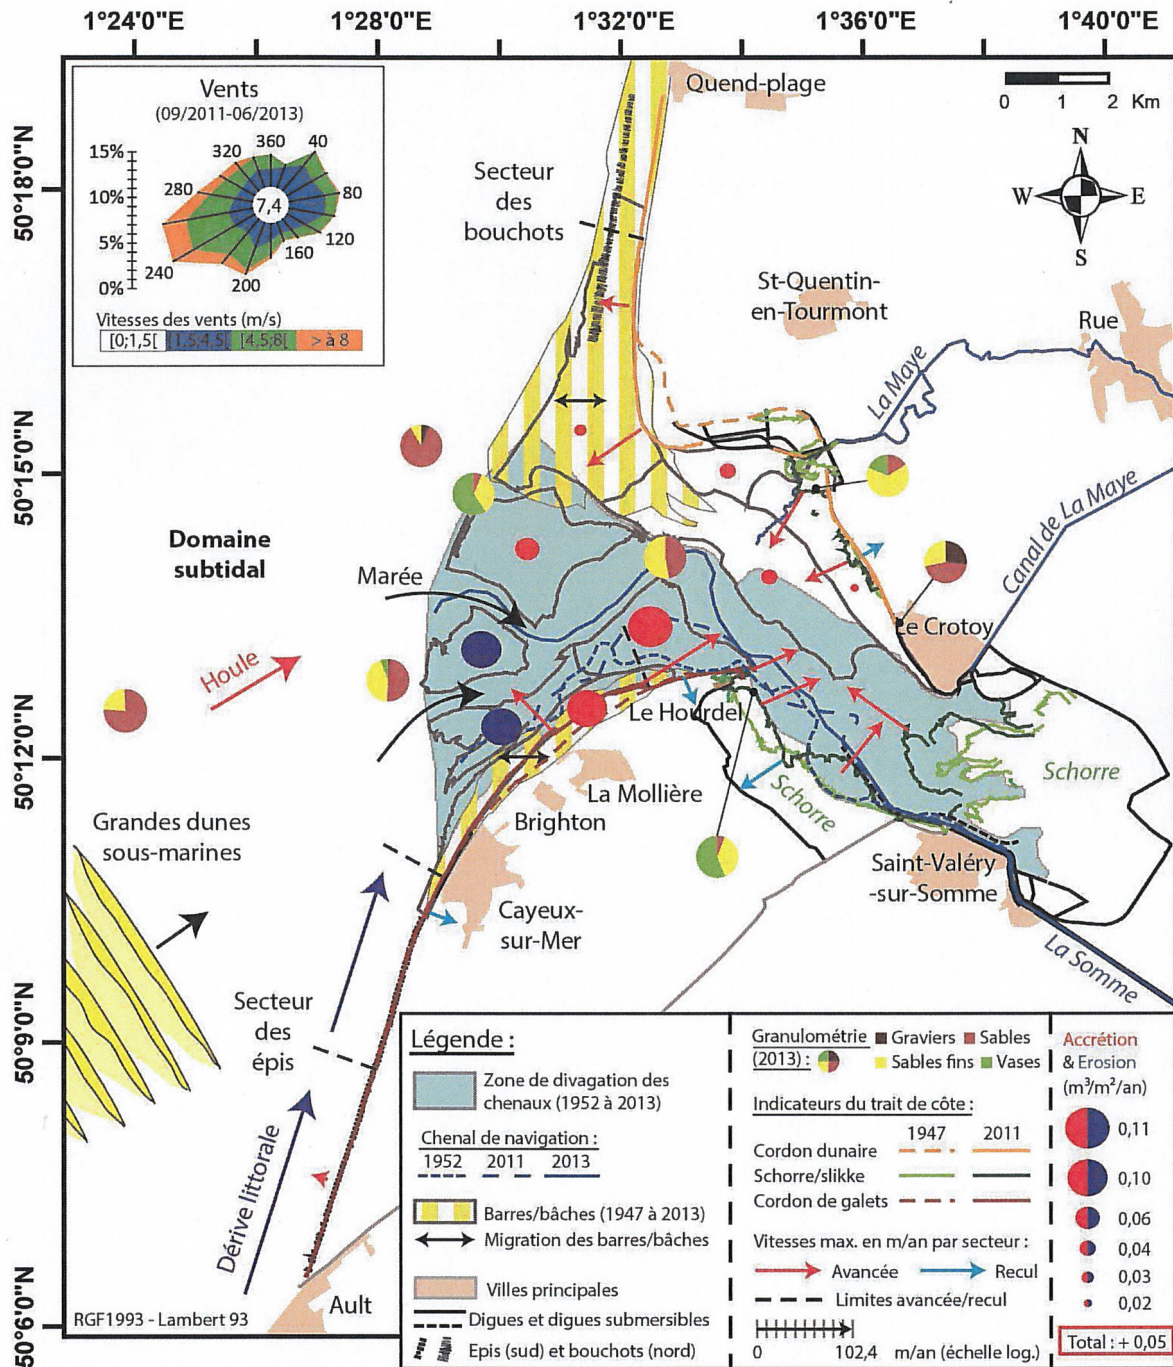 1°24'0"E 1°28'0"E 1°32'0"E 1°36'0"E 1°40'0"E
50°18'0"N
50°15'0"N
50°12'0"N
50°9'0"N
50°6'0"N
Vents
(09/2011-06/2013)
15%
10%
5%
0%
360
40
80
120
160
200
240
280
320
7,4
Vitesses des vents (m/s)
[0;1,5[ [1,5;4,5[ [4,5;8[ > à 8
0 1 2 Km
N
W E
S
Quend-plage
Secteur
des
bouchots
St-Quentin-
en-Tourmont
Rue
La Maye
Canal de La Maye
Domaine
subtidal
Marée
Houle
Le Crotoy
Le Hourdel
La Mollière
Brighton
Schorre
Schorre
Grandes dunes
sous-marines
Cayeux-
sur-Mer
Saint-Valéry
-sur-Somme
La Somme
Secteur
des
épis
Dérive littorale
Ault
RGF1993 - Lambert 93
Légende :
Zone de divagation des
chenaux (1952 à 2013)
Chenal de navigation :
1952 2011 2013
Barres/bâches (1947 à 2013)
Migration des barres/bâches
Villes principales
Digues et digues submersibles
Epis (sud) et bouchots (nord)
Granulométrie
(2013) :
Graviers Sables
Sables fins Vases
Indicateurs du trait de côte :
1947 2011
Cordon dunaire
Schorre/slikke
Cordon de galets
Vitesses max. en m/an par secteur :
Avancée Recul
Limites avancée/recul
0 102,4 m/an (échelle log.)
Accrétion
& Erosion
(m³/m²/an)
0,11
0,10
0,06
0,04
0,03
0,02
Total : + 0,05